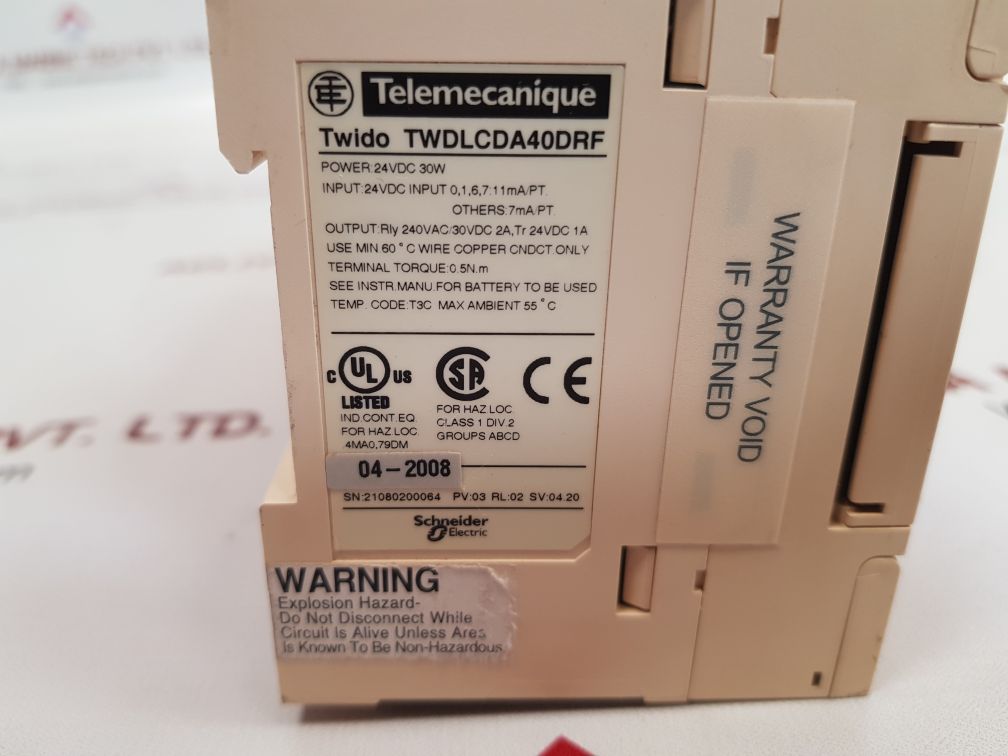 Telemecanique
Twido TWDLCDA40DRF
POWER:24VDC 30W
INPUT:24VDC INPUT 0,1,6,7:11mA/PT.
OTHERS:7mA/PT.
OUTPUT:Rly 240VAC/30VDC 2A,Tr 24VDC 1A
USE MIN 60°C WIRE COPPER CNDCT.ONLY
TERMINAL TORQUE:0.5N.m
SEE INSTR.MANU.FOR BATTERY TO BE USED
TEMP. CODE:T3C MAX AMBIENT 55°C
C UL US
LISTED
IND.CONT.EQ.
FOR HAZ LOC.
4MA0,79DM
SA
FOR HAZ LOC.
CLASS 1 DIV.2
GROUPS ABCD
CE
04-2008
SN:21080200064 PV:03 RL:02 SV:04.20
Schneider
Electric
WARNING
Explosion Hazard-
Do Not Disconnect While
Circuit Is Alive Unless Area
Is Known To Be Non-Hazardous.
WARRANTY VOID
IF OPENED
PVT. LTD.